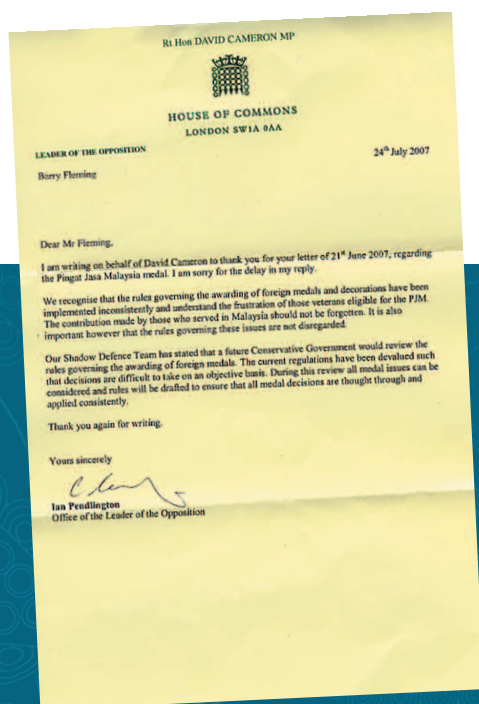 Rt Hon DAVID CAMERON MP
HOUSE OF COMMONS
LONDON SW1A 0AA
LEADER OF THE OPPOSITION
24th July 2007
Barry Fleming
Dear Mr Fleming,
I am writing on behalf of David Cameron to thank you for your letter of 21st June 2007, regarding
the Pingat Jasa Malaysia medal. I am sorry for the delay in my reply.
We recognise that the rules governing the awarding of foreign medals and decorations have been
implemented inconsistently and understand the frustration of those veterans eligible for the PJM.
The contribution made by those who served in Malaysia should not be forgotten. It is also
important however that the rules governing these issues are not disregarded.
Our Shadow Defence Team has stated that a future Conservative Government would review the
rules governing the awarding of foreign medals. The current regulations have been devalued such
that decisions are difficult to take on an objective basis. During this review all medal issues can be
considered and rules will be drafted to ensure that all medal decisions are thought through and
applied consistently.
Thank you again for writing.
Yours sincerely
Ian Pendlington
Office of the Leader of the Opposition